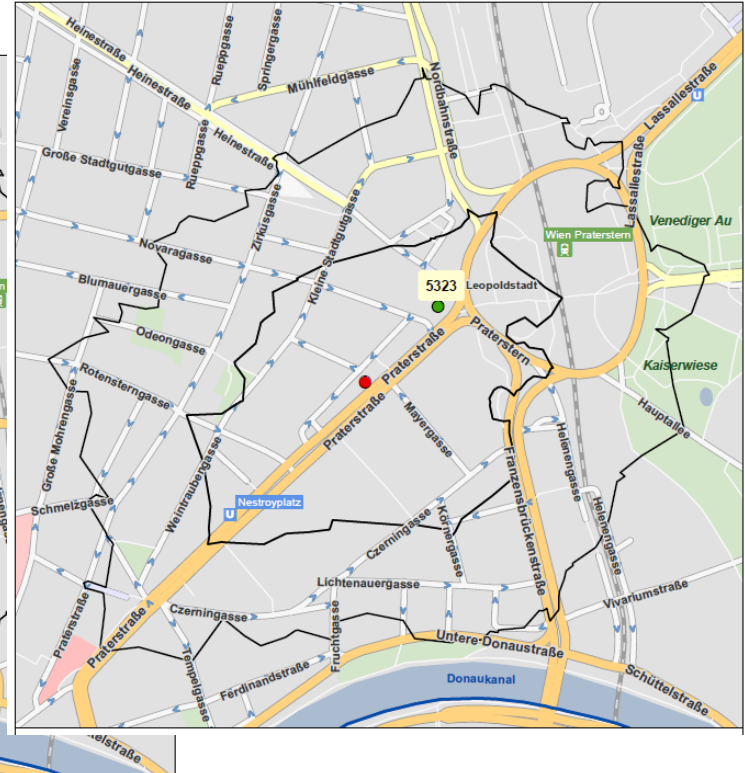 Heinestraße
Heinestraße
Heinestraße
Rueppgasse
Springergasse
Mühlfeldgasse
Nordbahnstraße
Lassallestraße
U
Vereinsgasse
Große Stadtgutgasse
Rueppgasse
Zirkusgasse
Kleine Stadtgutgasse
Lassallestraße
Venediger Au
Wien Praterstern
Novaragasse
Blumauergasse
5323
Leopoldstadt
Odeongasse
Praterstraße
Praterstern
Kaiserwiese
Rotensterngasse
Große Mohrengasse
Praterstraße
Mayergasse
Hauptallee
Weintraubengasse
Helenengasse
Franzensbrückenstraße
Nestroyplatz
U
Schmelzgasse
Czerningasse
Körnergasse
Helenengasse
Lichtenauergasse
Vivariumstraße
Czerningasse
Praterstraße
Praterstraße
Fruchtgasse
Untere Donaustraße
Tempelgasse
Ferdinandstraße
Donaukanal
Schüttelstraße